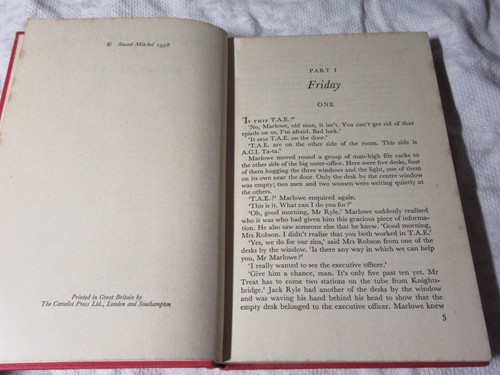 © Stuart Mitchel 1958
Printed in Great Britain by
The Camelot Press Ltd., London and Southampton
PART I
Friday
ONE
'IS THIS T.A.E.?'
'No, Marlowe, old man, it isn't. You can't get rid of that
epistle on us, I'm afraid. Bad luck.'
'It says T.A.E. on the door.'
'T.A.E. are on the other side of the room. This side is
A.C.I. Ta-ta.'
Marlowe moved round a group of man-high file racks to
the other side of the big outer-office. Here were five desks,
four of them hugging the three windows and the light, one of
them on its own near the door. Only the desk by the centre window
was empty; two men and two women were writing quietly at
the others.
'T.A.E.?' Marlowe enquired again.
'This is it. What can I do for you?'
'Oh, good morning, Mr Ryle.' Marlowe suddenly realised
who it was who had given him this gracious piece of informa-
tion. He also saw someone else that he knew. 'Good morning,
Mrs Robson. I didn't realise that you both worked in T.A.E.'
'Yes, we do for our sins,' said Mrs Robson from one of the
desks by the window. 'Is there any way in which we can help
you, Mr Marlowe?'
'I really wanted to see the executive officer.'
'Give him a chance, man. It's only five past ten yet. Mr
Treat has to come two stations on the tube from Knights-
bridge.' Jack Ryle had another of the desks by the window
and was waving his hand behind his head to show that the
empty desk belonged to the executive officer. Marlowe knew
5